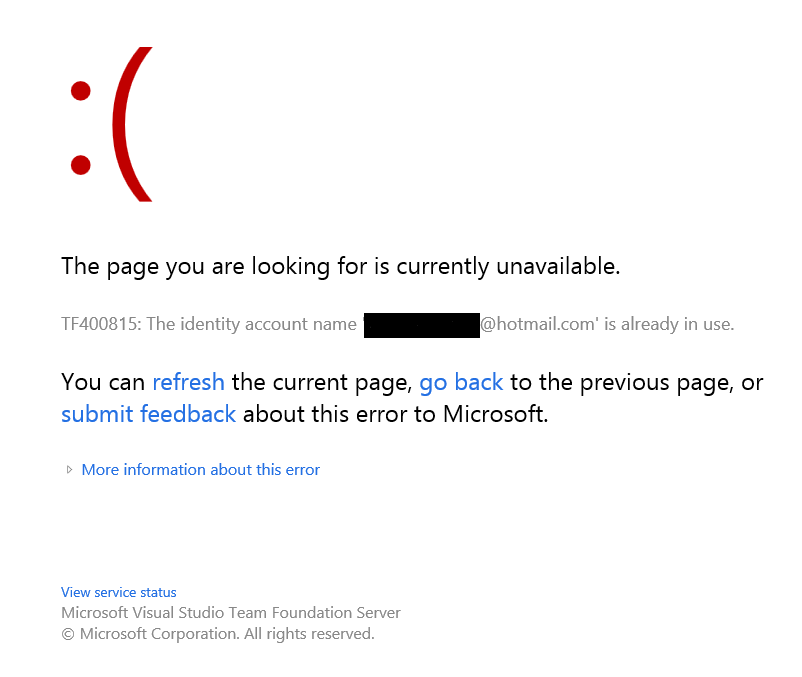 :(
The page you are looking for is currently unavailable.
TF400815: The identity account name '@hotmail.com' is already in use.
You can refresh the current page, go back to the previous page, or
submit feedback about this error to Microsoft.
More information about this error
View service status
Microsoft Visual Studio Team Foundation Server
© Microsoft Corporation. All rights reserved.